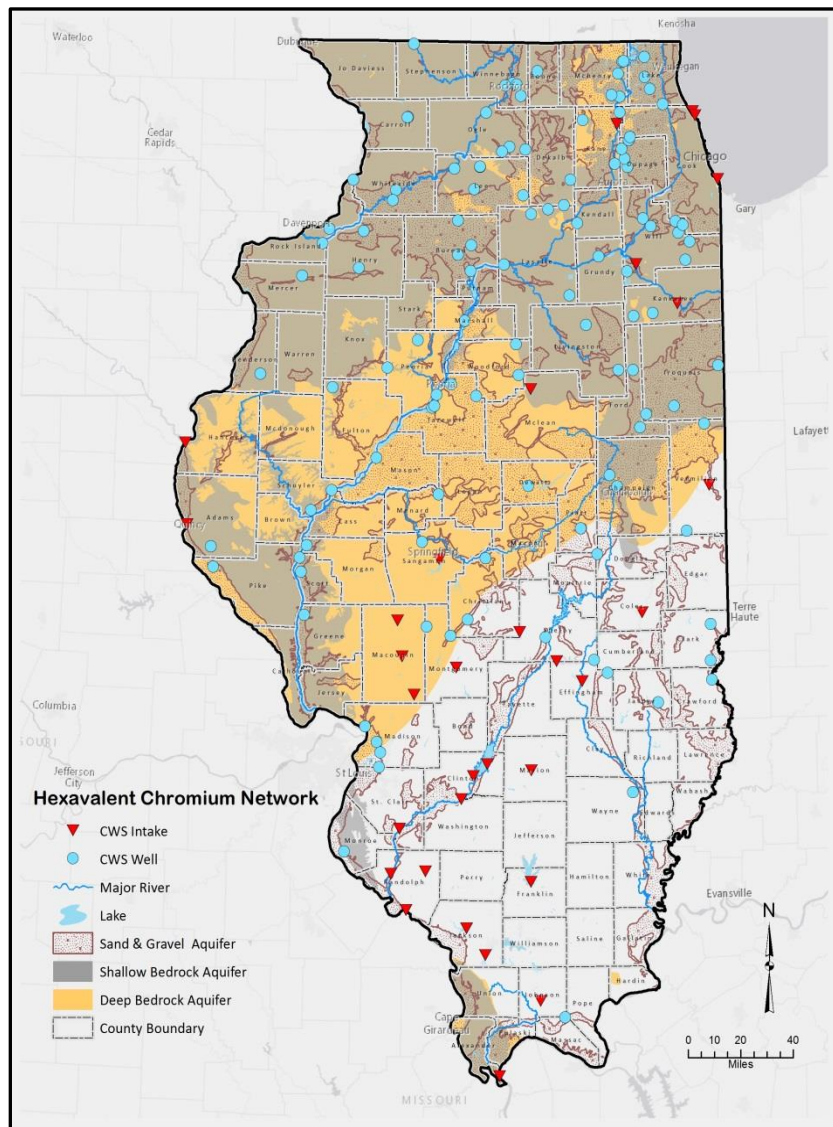 Kenosha
Waterloo
Dubuque
Jo Daviess
Stephenson
Winnebago
Mchenry
Lake
Waukegan
Cedar
Rapids
Carroll
Ogle
Dekalb
Kane
Dupage
Cook
Chicago
Whiteside
Lee
Kendall
Gary
Davenport
Will
Rock Island
Henry
Bureau
Lasalle
Grundy
Mercer
Putnam
Kankakee
Stark
Marshall
Knox
Livingston
Henderson
Warren
Peoria
Woodford
Iroquois
Ford
Lafayette
Hancock
Mcdonough
Fulton
Tazewell
Mclean
Mason
Schuyler
Vermilion
Champaign
Logan
Dewitt
Piatt
Adams
Quincy
Brown
Cass
Menard
Macon
Springfield
Sangamon
Douglas
Edgar
Morgan
Moultrie
Pike
Scott
Christian
Coles
Terre
Haute
Shelby
Clark
Greene
Macoupin
Montgomery
Cumberland
Columbia
Jersey
Effingham
Fayette
Jasper
Crawford
Madison
Bond
SOURI
Clay
Richland
Lawrence
Jefferson
City
St Louis
Clinton
Marion
Wabash
St. Clair
Wayne
Edwards
Washington
Jefferson
Monroe
Hamilton
White
Randolph
Perry
Franklin
Evansville
Jackson
Williamson
Saline
Gallatin
Hardin
Union
Johnson
Pope
Cape
Girardeau
Alexander
Pulaski
Massac
MISSOURI
Hexavalent Chromium Network
CWS Intake
CWS Well
Major River
Lake
Sand & Gravel Aquifer
Shallow Bedrock Aquifer
Deep Bedrock Aquifer
County Boundary
N
0 10 20 40
Miles